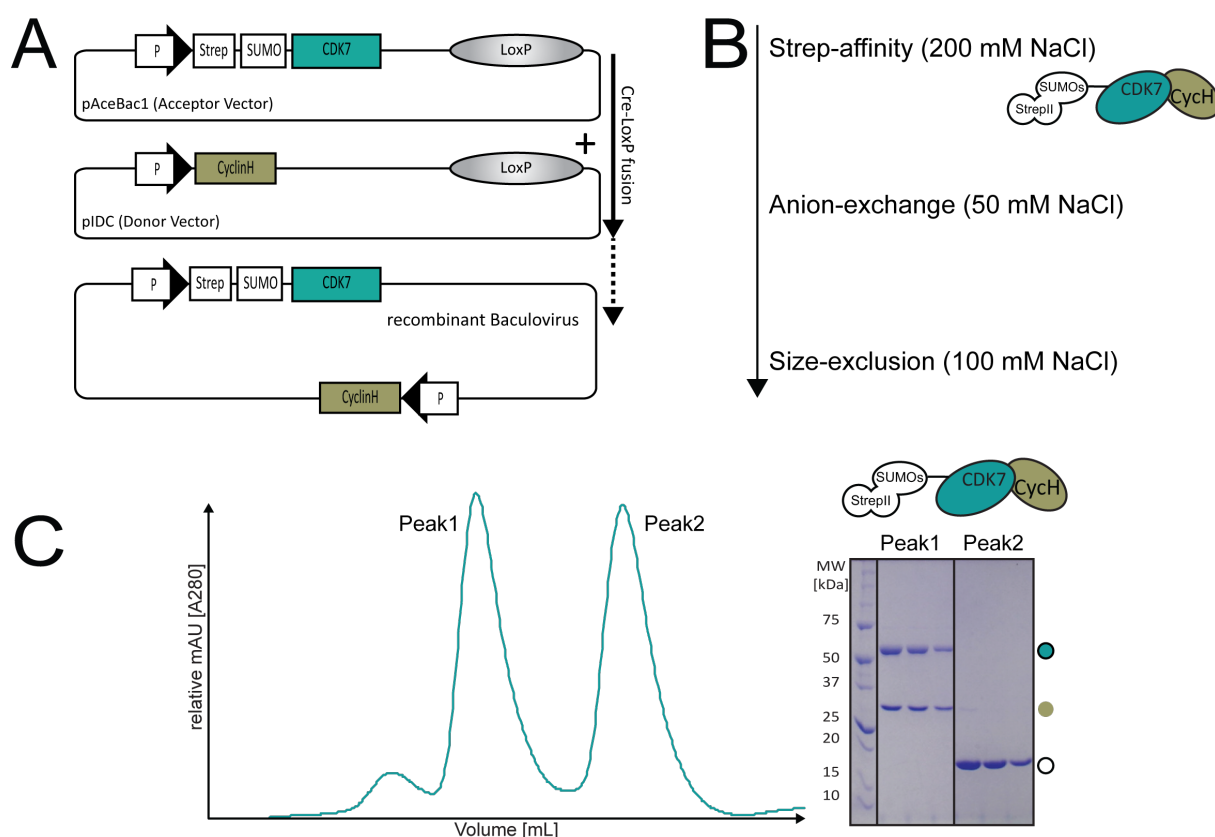 A
P
Strep
SUMO
CDK7
LoxP
pAceBac1 (Acceptor Vector)
+
Cre-LoxP fusion
P
CyclinH
LoxP
pIDC (Donor Vector)
P
Strep
SUMO
CDK7
recombinant Baculovirus
CyclinH
P
B
Strep-affinity (200 mM NaCl)
SUMOs
StrepII
CDK7
CycH
Anion-exchange (50 mM NaCl)
Size-exclusion (100 mM NaCl)
C
relative mAU [A280]
Peak1
Peak2
Volume [mL]
SUMOs
StrepII
CDK7
CycH
Peak1 Peak2
MW
[kDa]
75
50
37
25
20
15
10